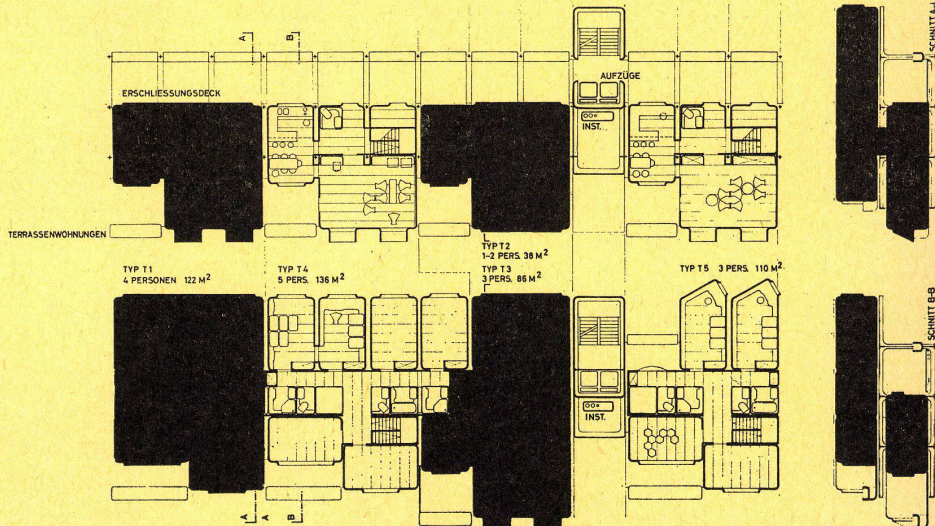 A
B
AUFZÜGE
ERSCHLIESSUNGSDECK
INST.
TERRASSENWOHNUNGEN
TYP T2
1-2 PERS. 38 M²
TYP T1
4 PERSONEN 122 M²
TYP T4
5 PERS. 136 M²
TYP T3
3 PERS. 86 M²
TYP T5 3 PERS. 110 M²
INST.
A
A
B
SCHNITT A-A
SCHNITT B-B